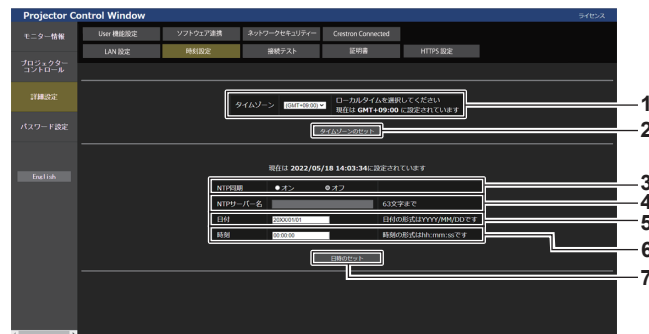 Projector Control Window
ライセンス
モニター情報
プロジェクター
コントロール
詳細設定
パスワード設定
English
User 機能設定
ソフトウェア連携
ネットワークセキュリティー
Crestron Connected
LAN 設定
時刻設定
接続テスト
証明書
HTTPS 設定
タイムゾーン
(GMT+09:00)
ローカルタイムを選択してください
現在は GMT+09:00 に設定されています
1
タイムゾーンのセット
2
現在は 2022/05/18 14:03:34に設定されています
NTP同期
オン
オフ
3
NTPサーバー名
63文字まで
4
日付
20XX/01/01
日付の形式はYYYY/MM/DDです
5
時刻
00:00:00
時刻の形式はhh:mm:ssです
6
日時のセット
7